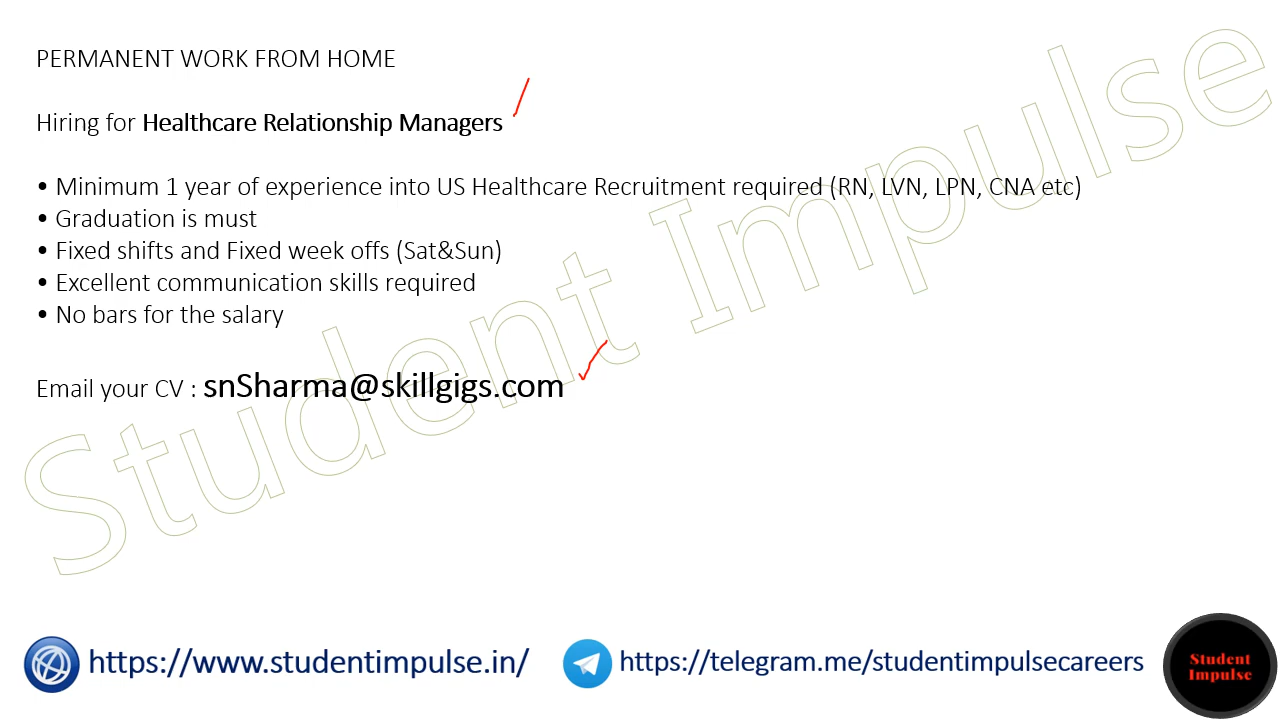 PERMANENT WORK FROM HOME
Hiring for Healthcare Relationship Managers
• Minimum 1 year of experience into US Healthcare Recruitment required (RN, LVN, LPN, CNA etc)
• Graduation is must
• Fixed shifts and Fixed week offs (Sat&Sun)
• Excellent communication skills required
• No bars for the salary
Email your CV : snSharma@skillgigs.com
Student Impulse
https://www.studentimpulse.in/
https://telegram.me/studentimpulsecareers
Student
Impulse